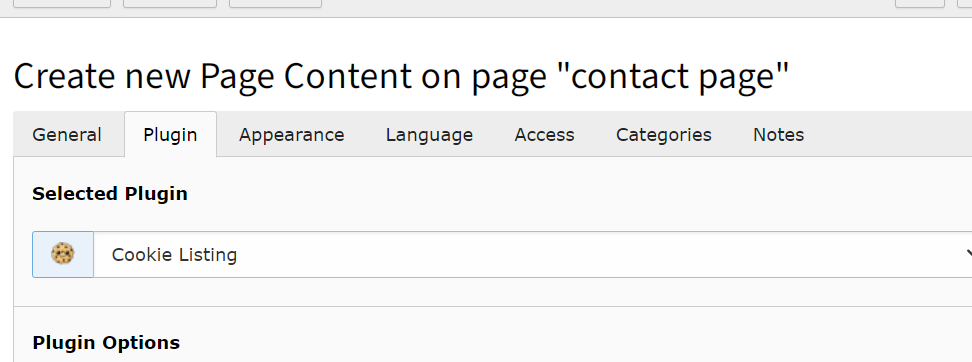 Create new Page Content on page "contact page"
General Plugin Appearance Language Access Categories Notes
Selected Plugin
Cookie Listing
Plugin Options